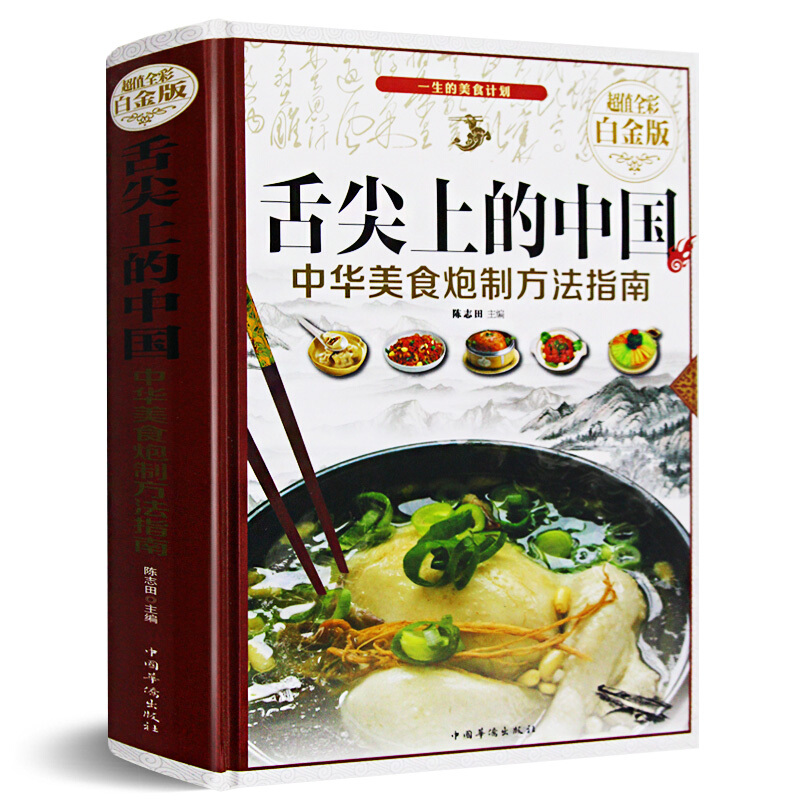 超值全彩
白金版
舌尖上的中国
中华美食炮制方法指南
陈志田 主编
中国华侨出版社
一生的美食计划
超值全彩
白金版
舌尖上的中国
中华美食炮制方法指南
陈志田 主编
中国华侨出版社